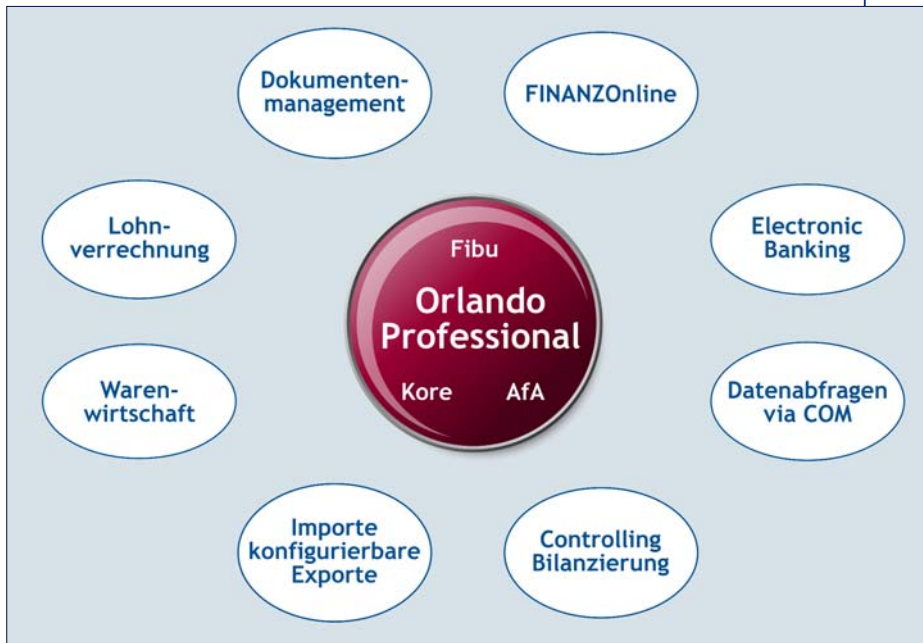 Dokumenten-
management
FINANZOnline
Lohn-
verrechnung
Electronic
Banking
Fibu
Orlando
Professional
Kore
AfA
Waren-
wirtschaft
Datenabfragen
via COM
Importe
konfigurierbare
Exporte
Controlling
Bilanzierung